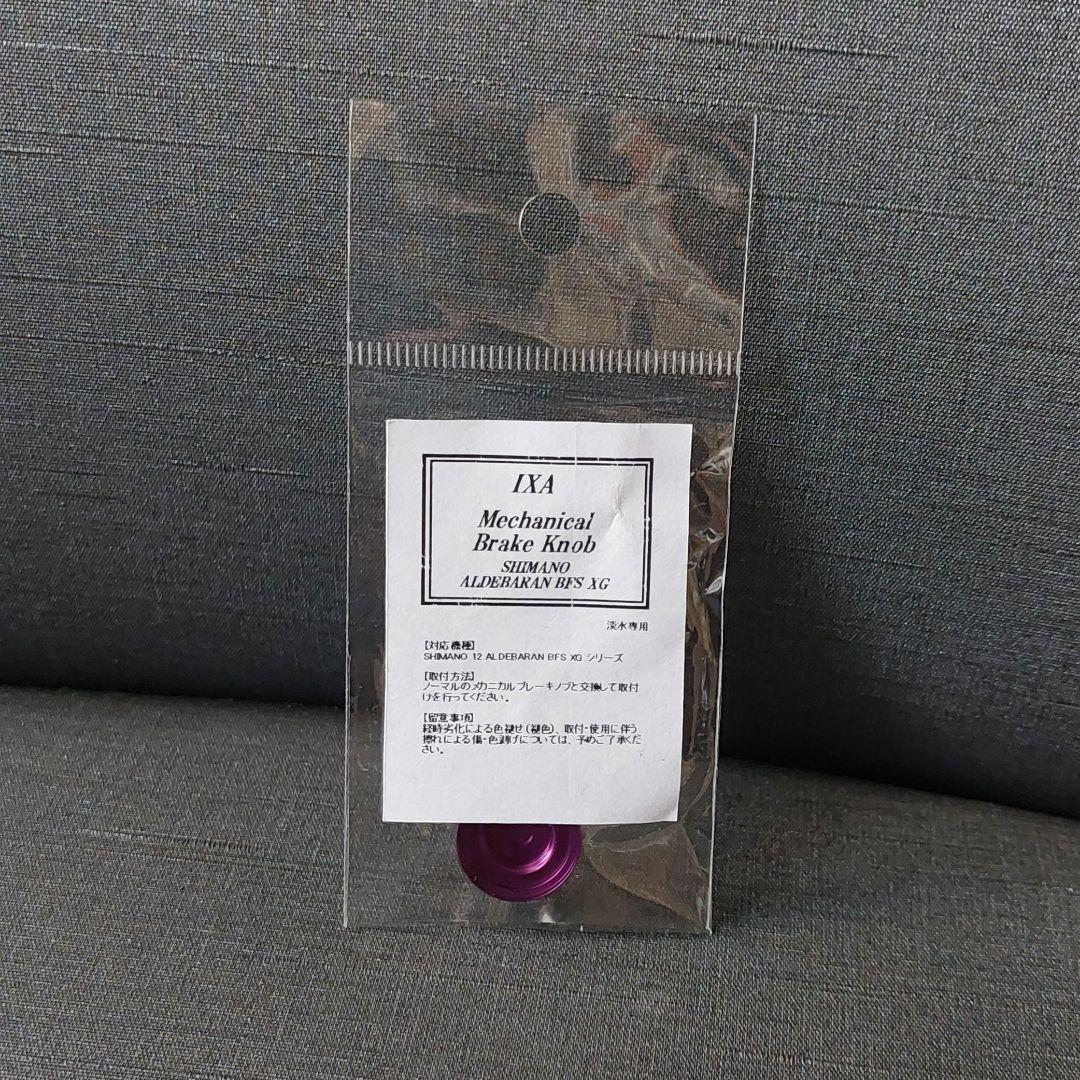 IXA
Mechanical
Brake Knob
SHIMANO
ALDEBARAN BFS XG
淡水専用
【対応機種】
SHIMANO 12 ALDEBARAN BFS XG シリーズ
【取付方法】
ノーマルのメカニカルブレーキノブと交換して取付
けを行ってください。
【留意事項】
経時劣化による色褪せ(褪色)、取付・使用に伴う
擦れによる傷・色剥げについては、予めご了承くだ
さい。